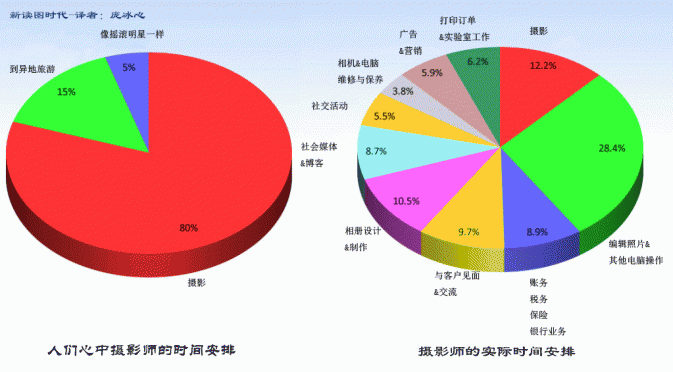 新读图时代-译者：庞冰心
像摇滚明星一样
5%
到异地旅游
15%
社会媒体
&博客
80%
摄影
人们心中摄影师的时间安排
打印订单
&实验室工作
6.2%
摄影
12.2%
广告
&营销
5.9%
相机&电脑
维修与保养
3.8%
社交活动
5.5%
8.7%
28.4%
相册设计
&制作
10.5%
9.7%
与客户见面
&交流
8.9%
账务
税务
保险
银行业务
编辑照片&
其他电脑操作
摄影师的实际时间安排